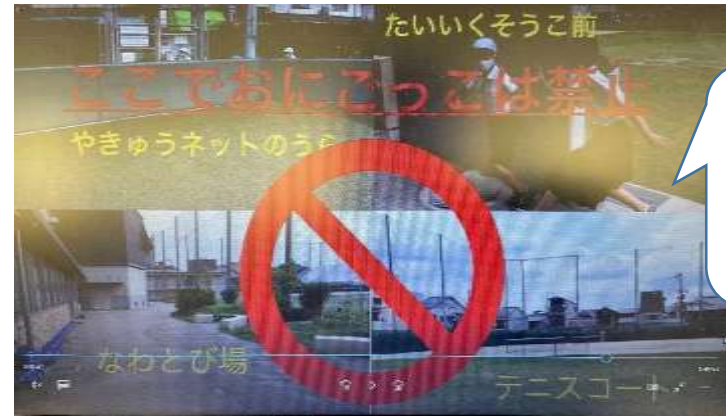 たいいくそうこ前
ここでおにごっこは禁止
やきゅうネットのうら
なわとび場
テニスコート